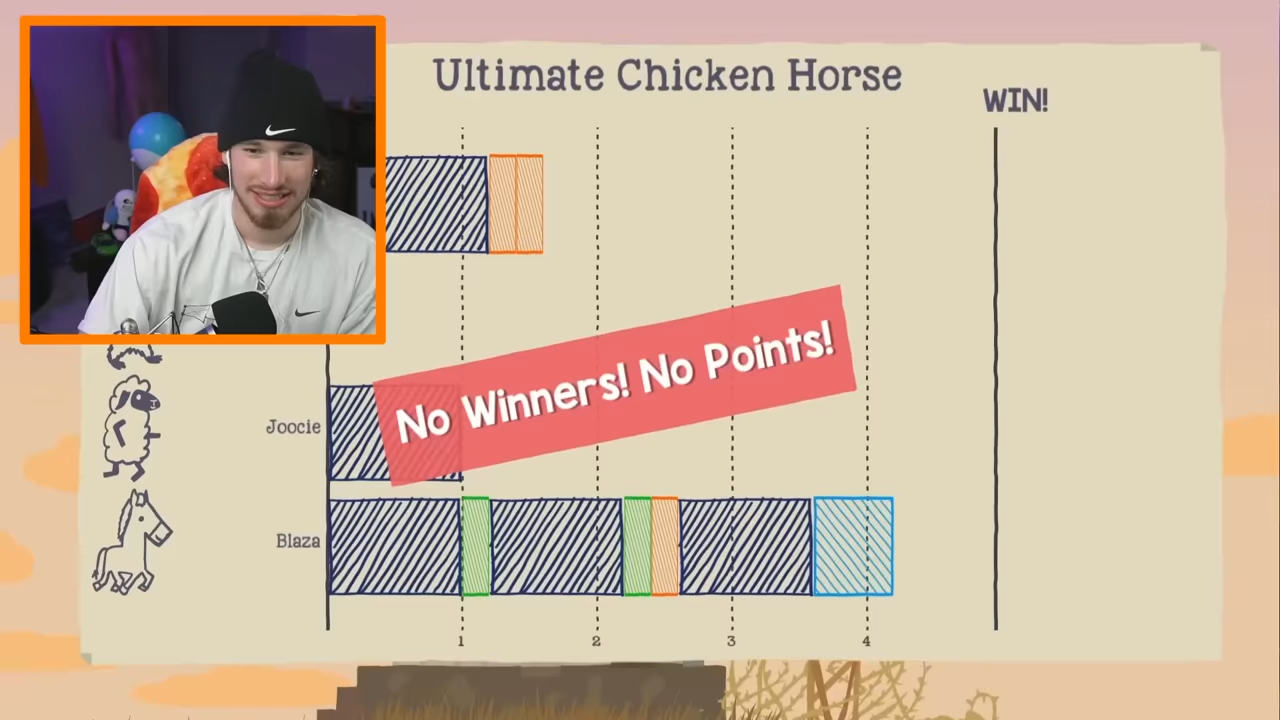 Ultimate Chicken Horse
WIN!
No Winners! No Points!
Joocie
Blaza
1 2 3 4